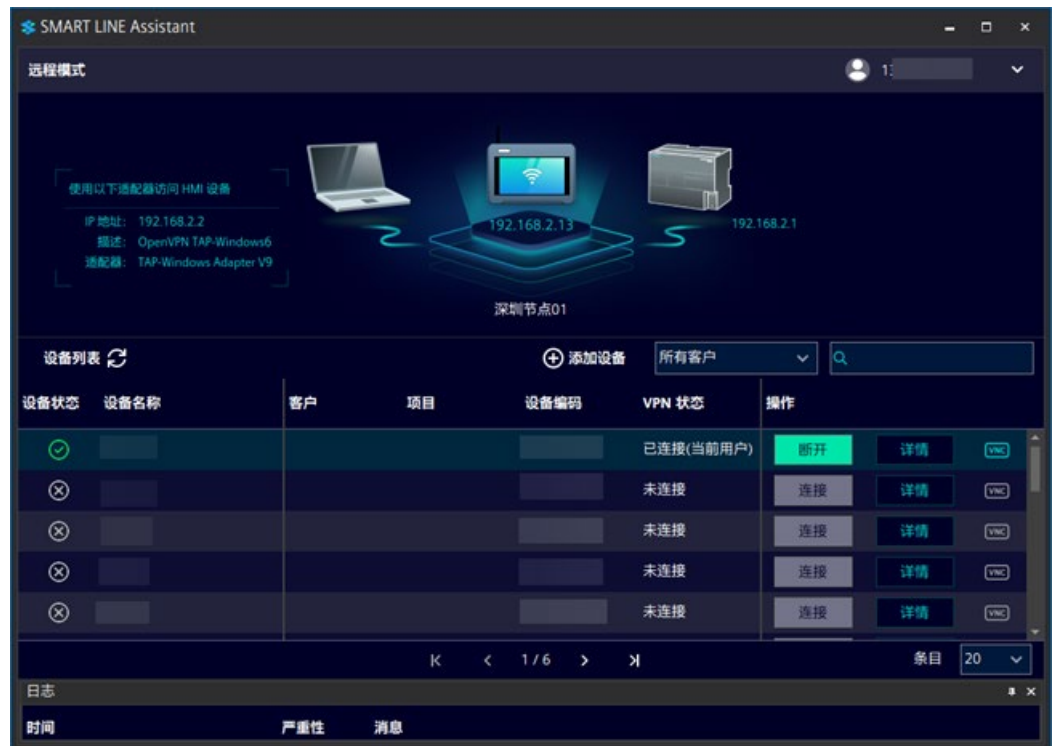 SMART LINE Assistant
远程模式
使用以下适配器访问 HMI 设备
IP 地址: 192.168.2.2
描述: OpenVPN TAP-Windows6
适配器: TAP-Windows Adapter V9
192.168.2.13
192.168.2.1
深圳节点01
设备列表 添加设备 所有客户
设备状态 设备名称 客户 项目 设备编码 VPN 状态 操作
已连接(当前用户) 断开 详情 VNC
未连接 连接 详情 VNC
未连接 连接 详情 VNC
未连接 连接 详情 VNC
未连接 连接 详情 VNC
1 / 6 条目 20
日志
时间 严重性 消息